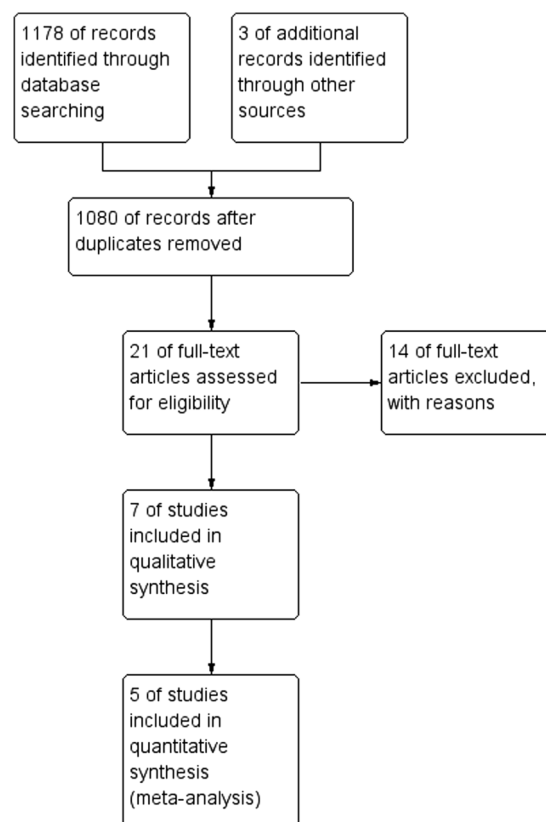 1178 of records
identified through
database
searching
3 of additional
records identified
through other
sources
1080 of records after
duplicates removed
21 of full-text
articles assessed
for eligibility
14 of full-text
articles excluded,
with reasons
7 of studies
included in
qualitative
synthesis
5 of studies
included in
quantitative
synthesis
(meta-analysis)